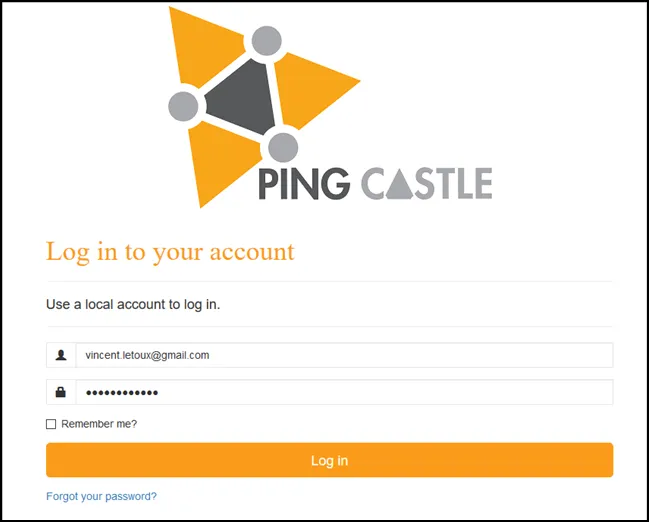 PING CASTLE
Log in to your account
Use a local account to log in.
vincent.letoux@gmail.com
••••••••••••
Remember me?
Log in
Forgot your password?